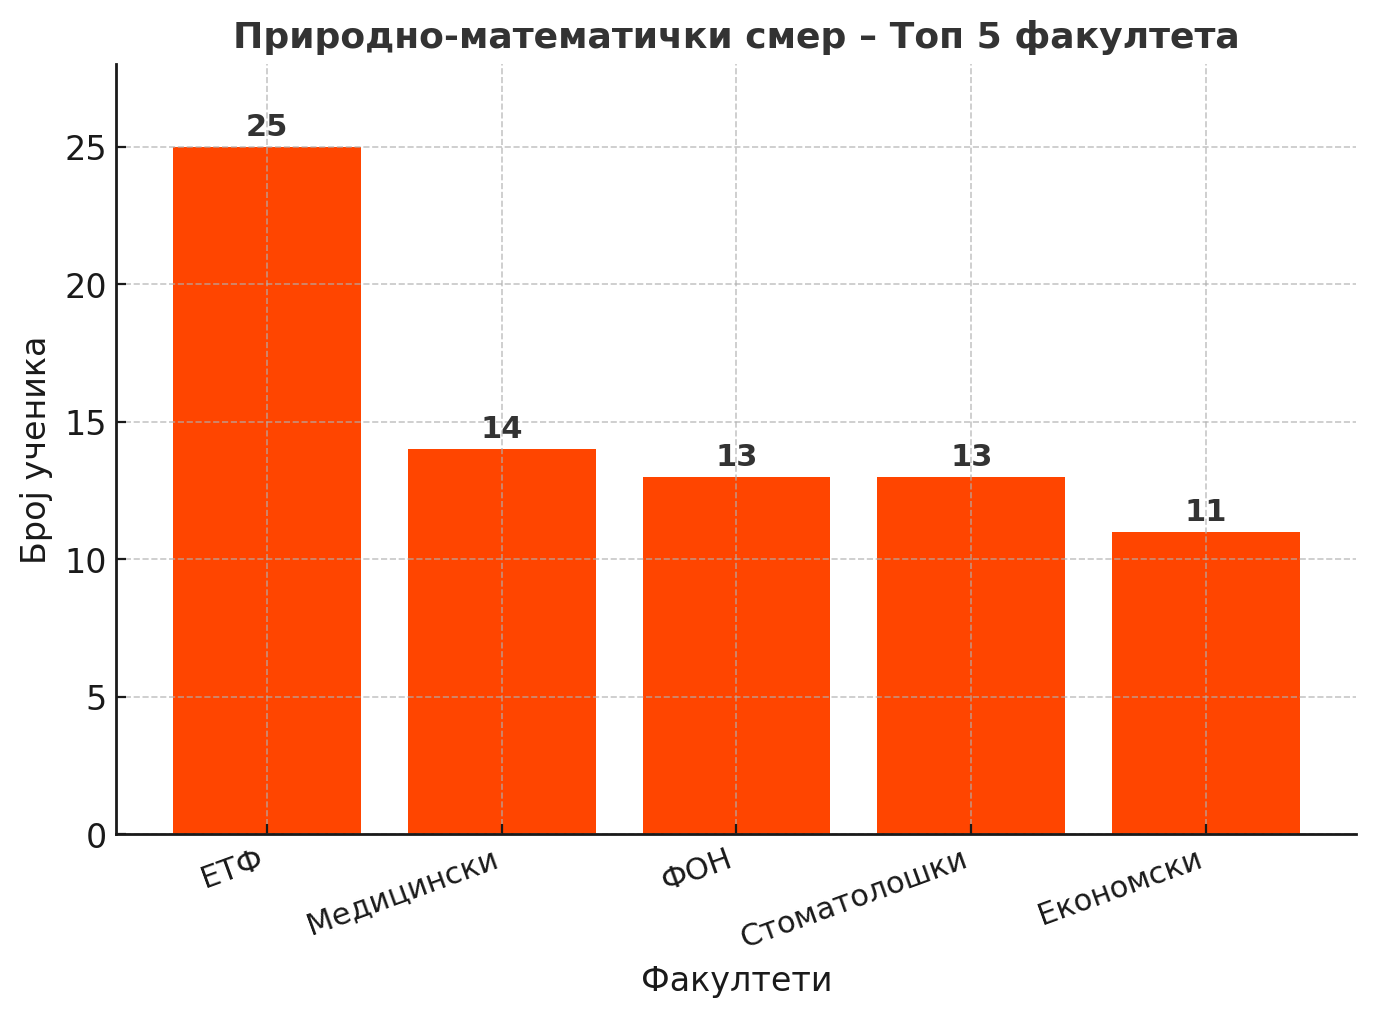 Природно-математички смер – Топ 5 факултета
Број ученика
25
20
15
10
5
0
25
14
13
13
11
ЕТФ
Медицински
ФОН
Стоматолошки
Економски
Факултети